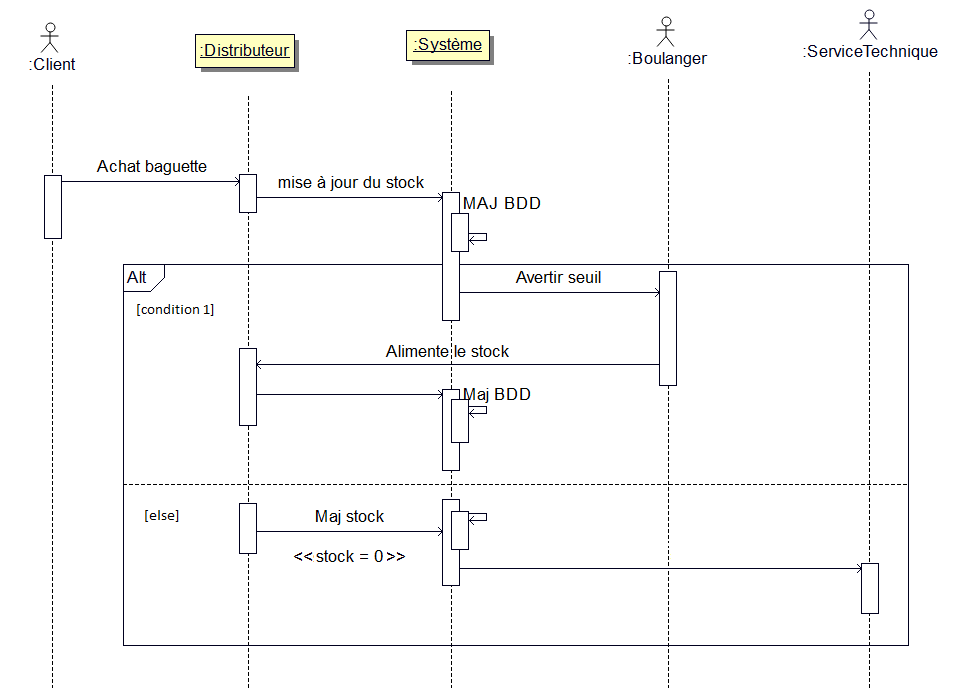 :Client
:Distributeur
:Système
:Boulanger
:ServiceTechnique
Achat baguette
mise à jour du stock
MAJ BDD
Alt
Avertir seuil
[condition 1]
Alimente le stock
Maj BDD
[else]
Maj stock
<<stock = 0>>